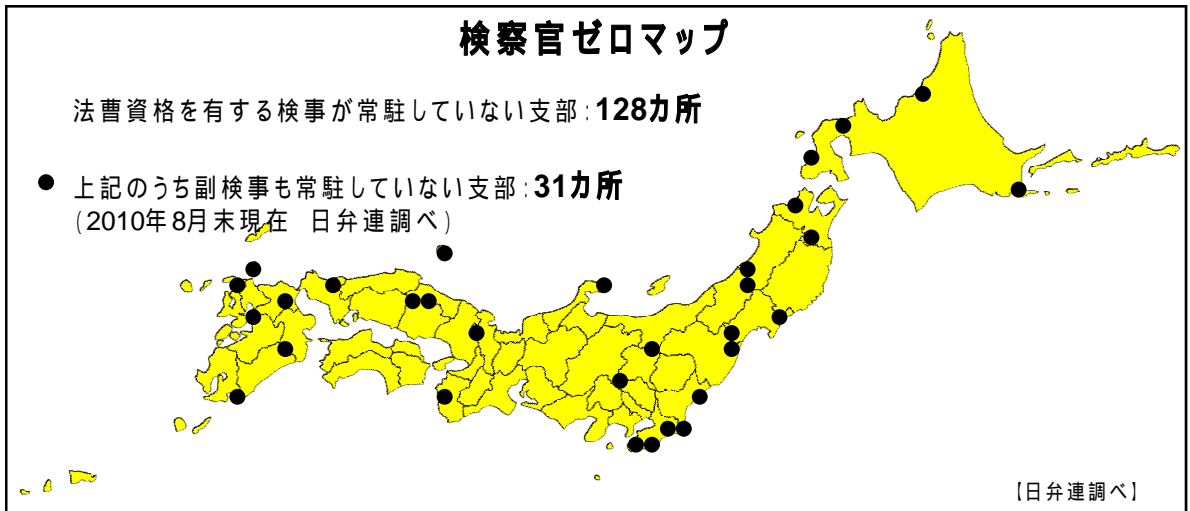 検察官ゼロマップ
法曹資格を有する検事が常駐していない支部:128カ所
● 上記のうち副検事も常駐していない支部:31カ所
(2010年8月末現在 日弁連調べ)
【日弁連調べ】